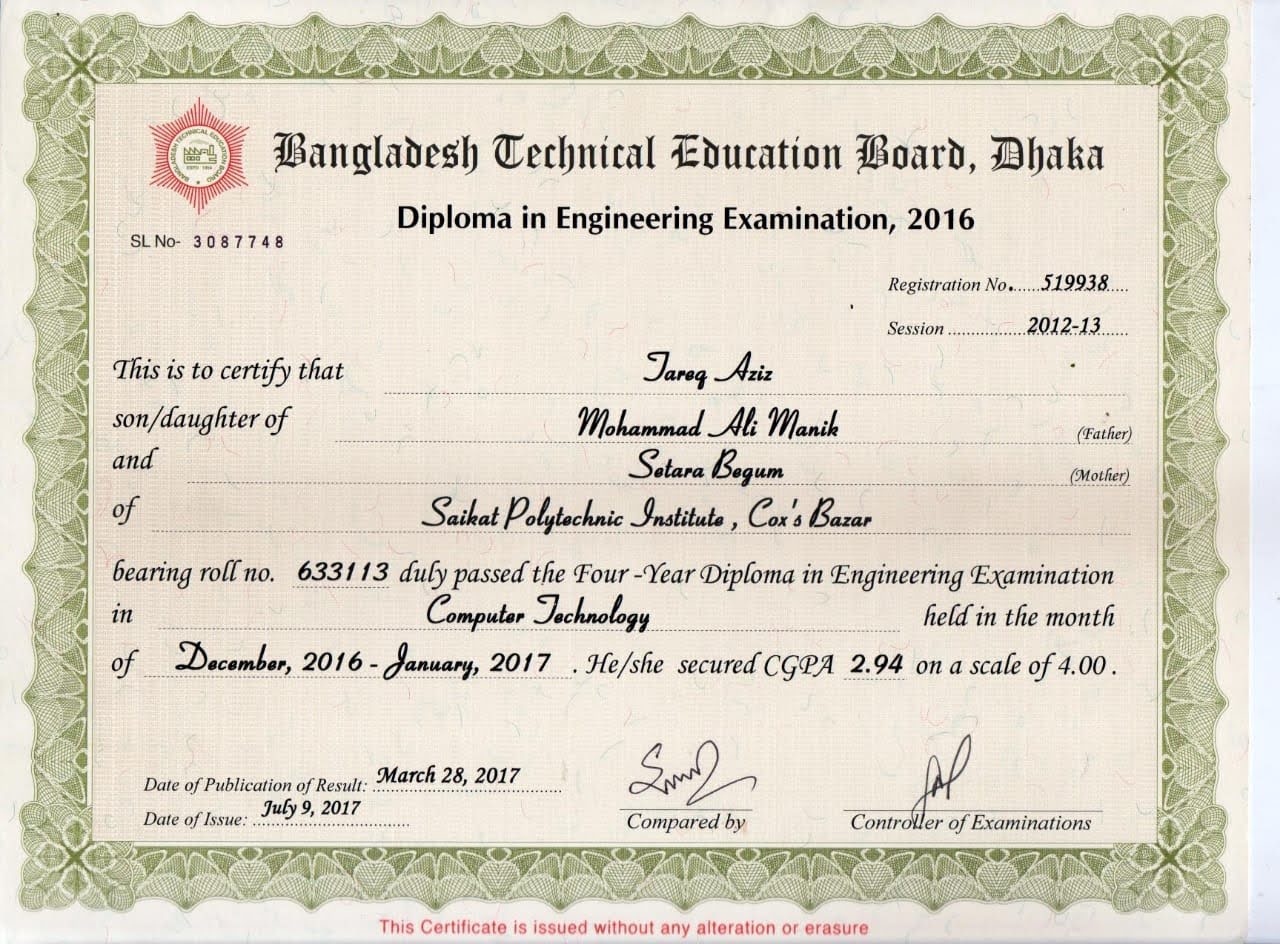 Bangladesh Technical Education Board, Dhaka
BANGLADESH TECHNICAL EDUCATION BOARD
Diploma in Engineering Examination, 2016
SL No- 3087748
Registration No. 519938
Session 2012-13
This is to certify that Tareq Aziz
son/daughter of Mohammad Ali Manik (Father)
and Setara Begum (Mother)
of Saikat Polytechnic Institute , Cox's Bazar
bearing roll no. 633113 duly passed the Four -Year Diploma in Engineering Examination
in Computer Technology held in the month
of December, 2016 - January, 2017 . He/she secured CGPA 2.94 on a scale of 4.00 .
Date of Publication of Result: March 28, 2017
Date of Issue: July 9, 2017
Compared by
Controller of Examinations
This Certificate is issued without any alteration or erasure